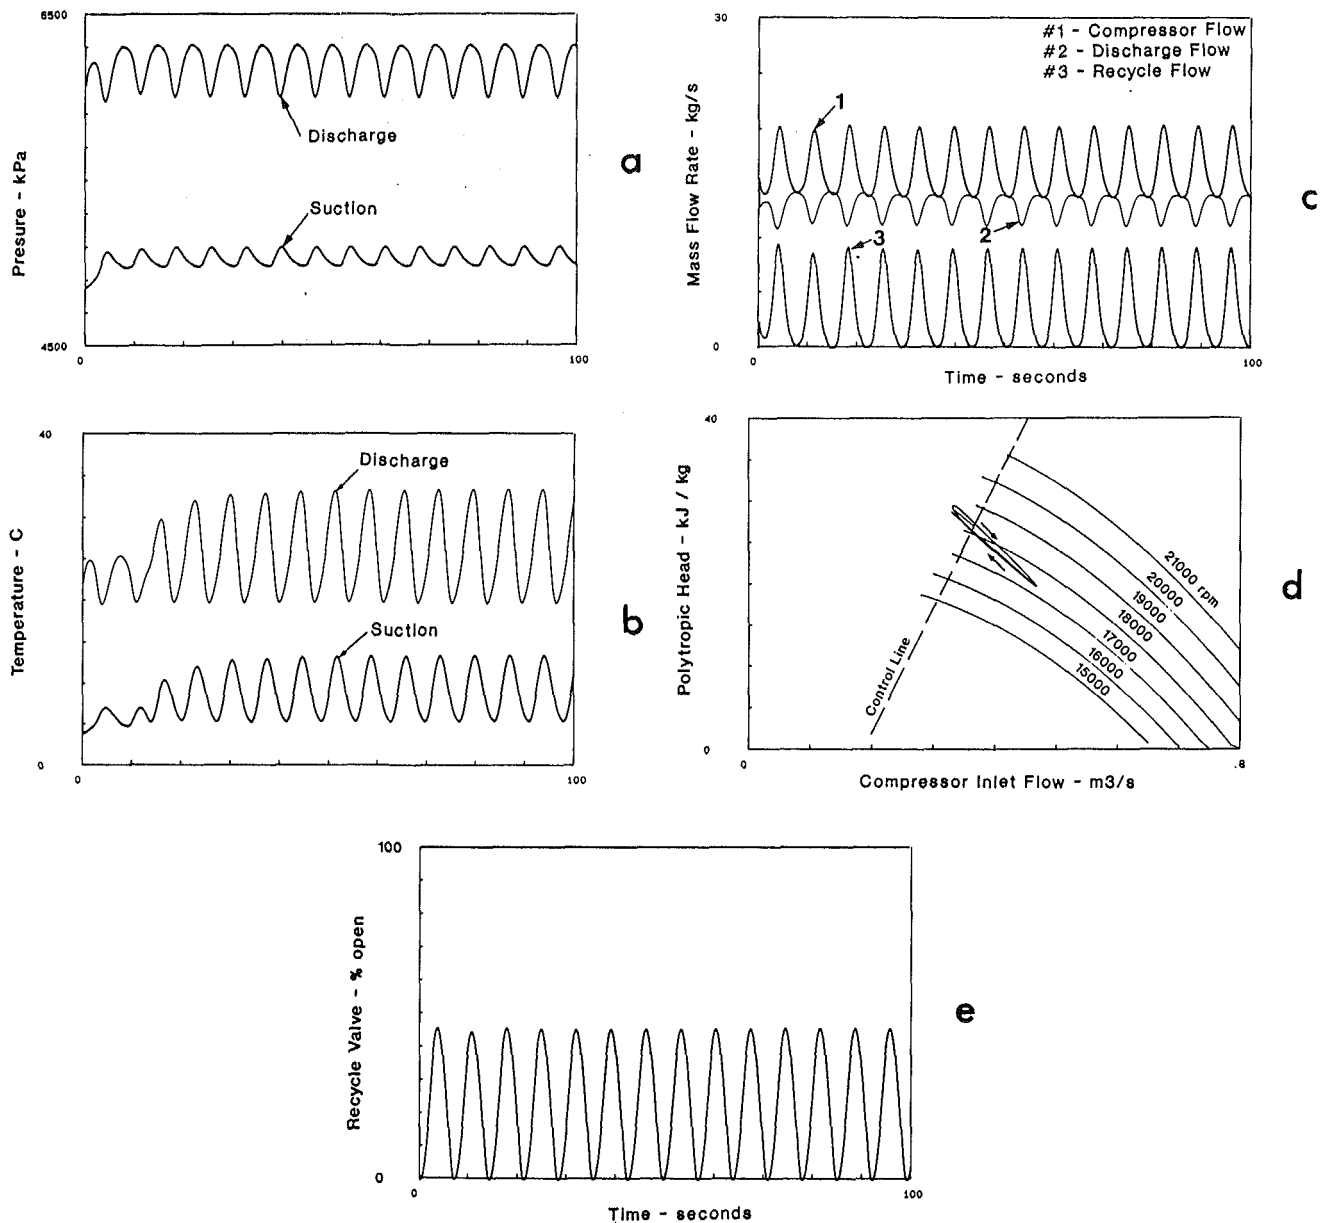 6500
Discharge
Suction
Presure - kPa
4500
0
100
a
30
#1 - Compressor Flow
#2 - Discharge Flow
#3 - Recycle Flow
1
2
3
Mass Flow Rate - kg/s
0
0
100
Time - seconds
c
40
Discharge
Suction
Temperature - C
0
0
100
b
40
Polytropic Head - kJ / kg
Control Line
21000 rpm
20000
19000
18000
17000
16000
15000
0
0
.8
Compressor Inlet Flow - m3/s
d
100
Recycle Valve - % open
0
0
100
Time - seconds
e